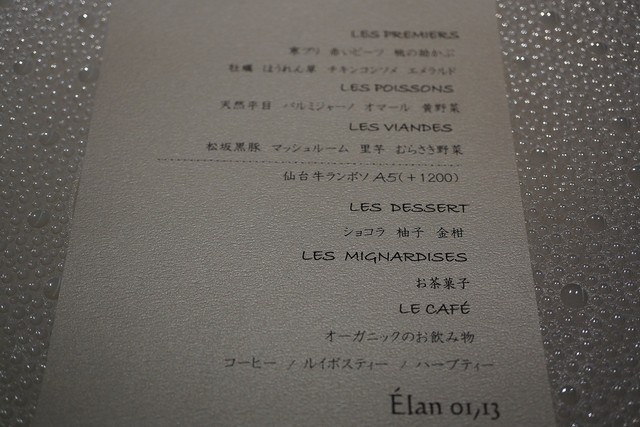 LES PREMIERS
寒ブリ 赤いビーツ 桃の助かぶ
牡蠣 ほうれん草 チキンコンソメ エメラルド
LES POISSONS
天然平目 パルミジャーノ オマール 黄野菜
LES VIANDES
松坂黒豚 マッシュルーム 里芋 むらさき野菜
仙台牛ランボソ A5(+1200)
LES DESSERT
ショコラ 柚子 金柑
LES MIGNARDISES
お茶菓子
LE CAFÉ
オーガニックのお飲み物
コーヒー / ルイボスティー / ハーブティー
Élan 01,13